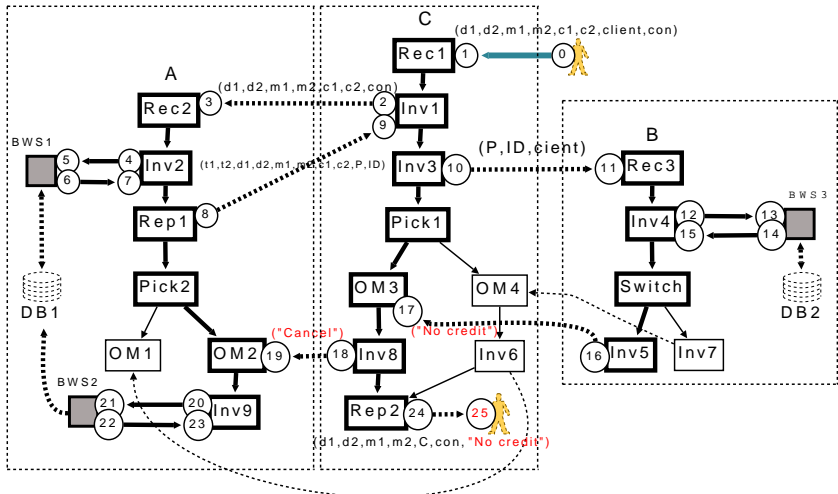 C
(d1,d2,m1,m2,c1,c2,client,con)
Rec1
1
0
A
(d1,d2,m1,m2,c1,c2,con)
Rec2
3
2
Inv1
9
B
BWS1
5
4
Inv2
6
7
(t1,t2,d1,d2,m1,m2,c1,c2,P,ID)
Inv3
10
(P,ID,cient)
11
Rec3
BWS3
Rep1
8
Pick1
Inv4
12
13
15
14
Pick2
OM3
OM4
Switch
DB1
17
DB2
("Cancel")
("No credit")
OM1
OM2
19
18
Inv8
Inv6
16
Inv5
Inv7
BWS2
21
20
Inv9
22
23
Rep2
24
25
(d1,d2,m1,m2,C,con,"No credit")